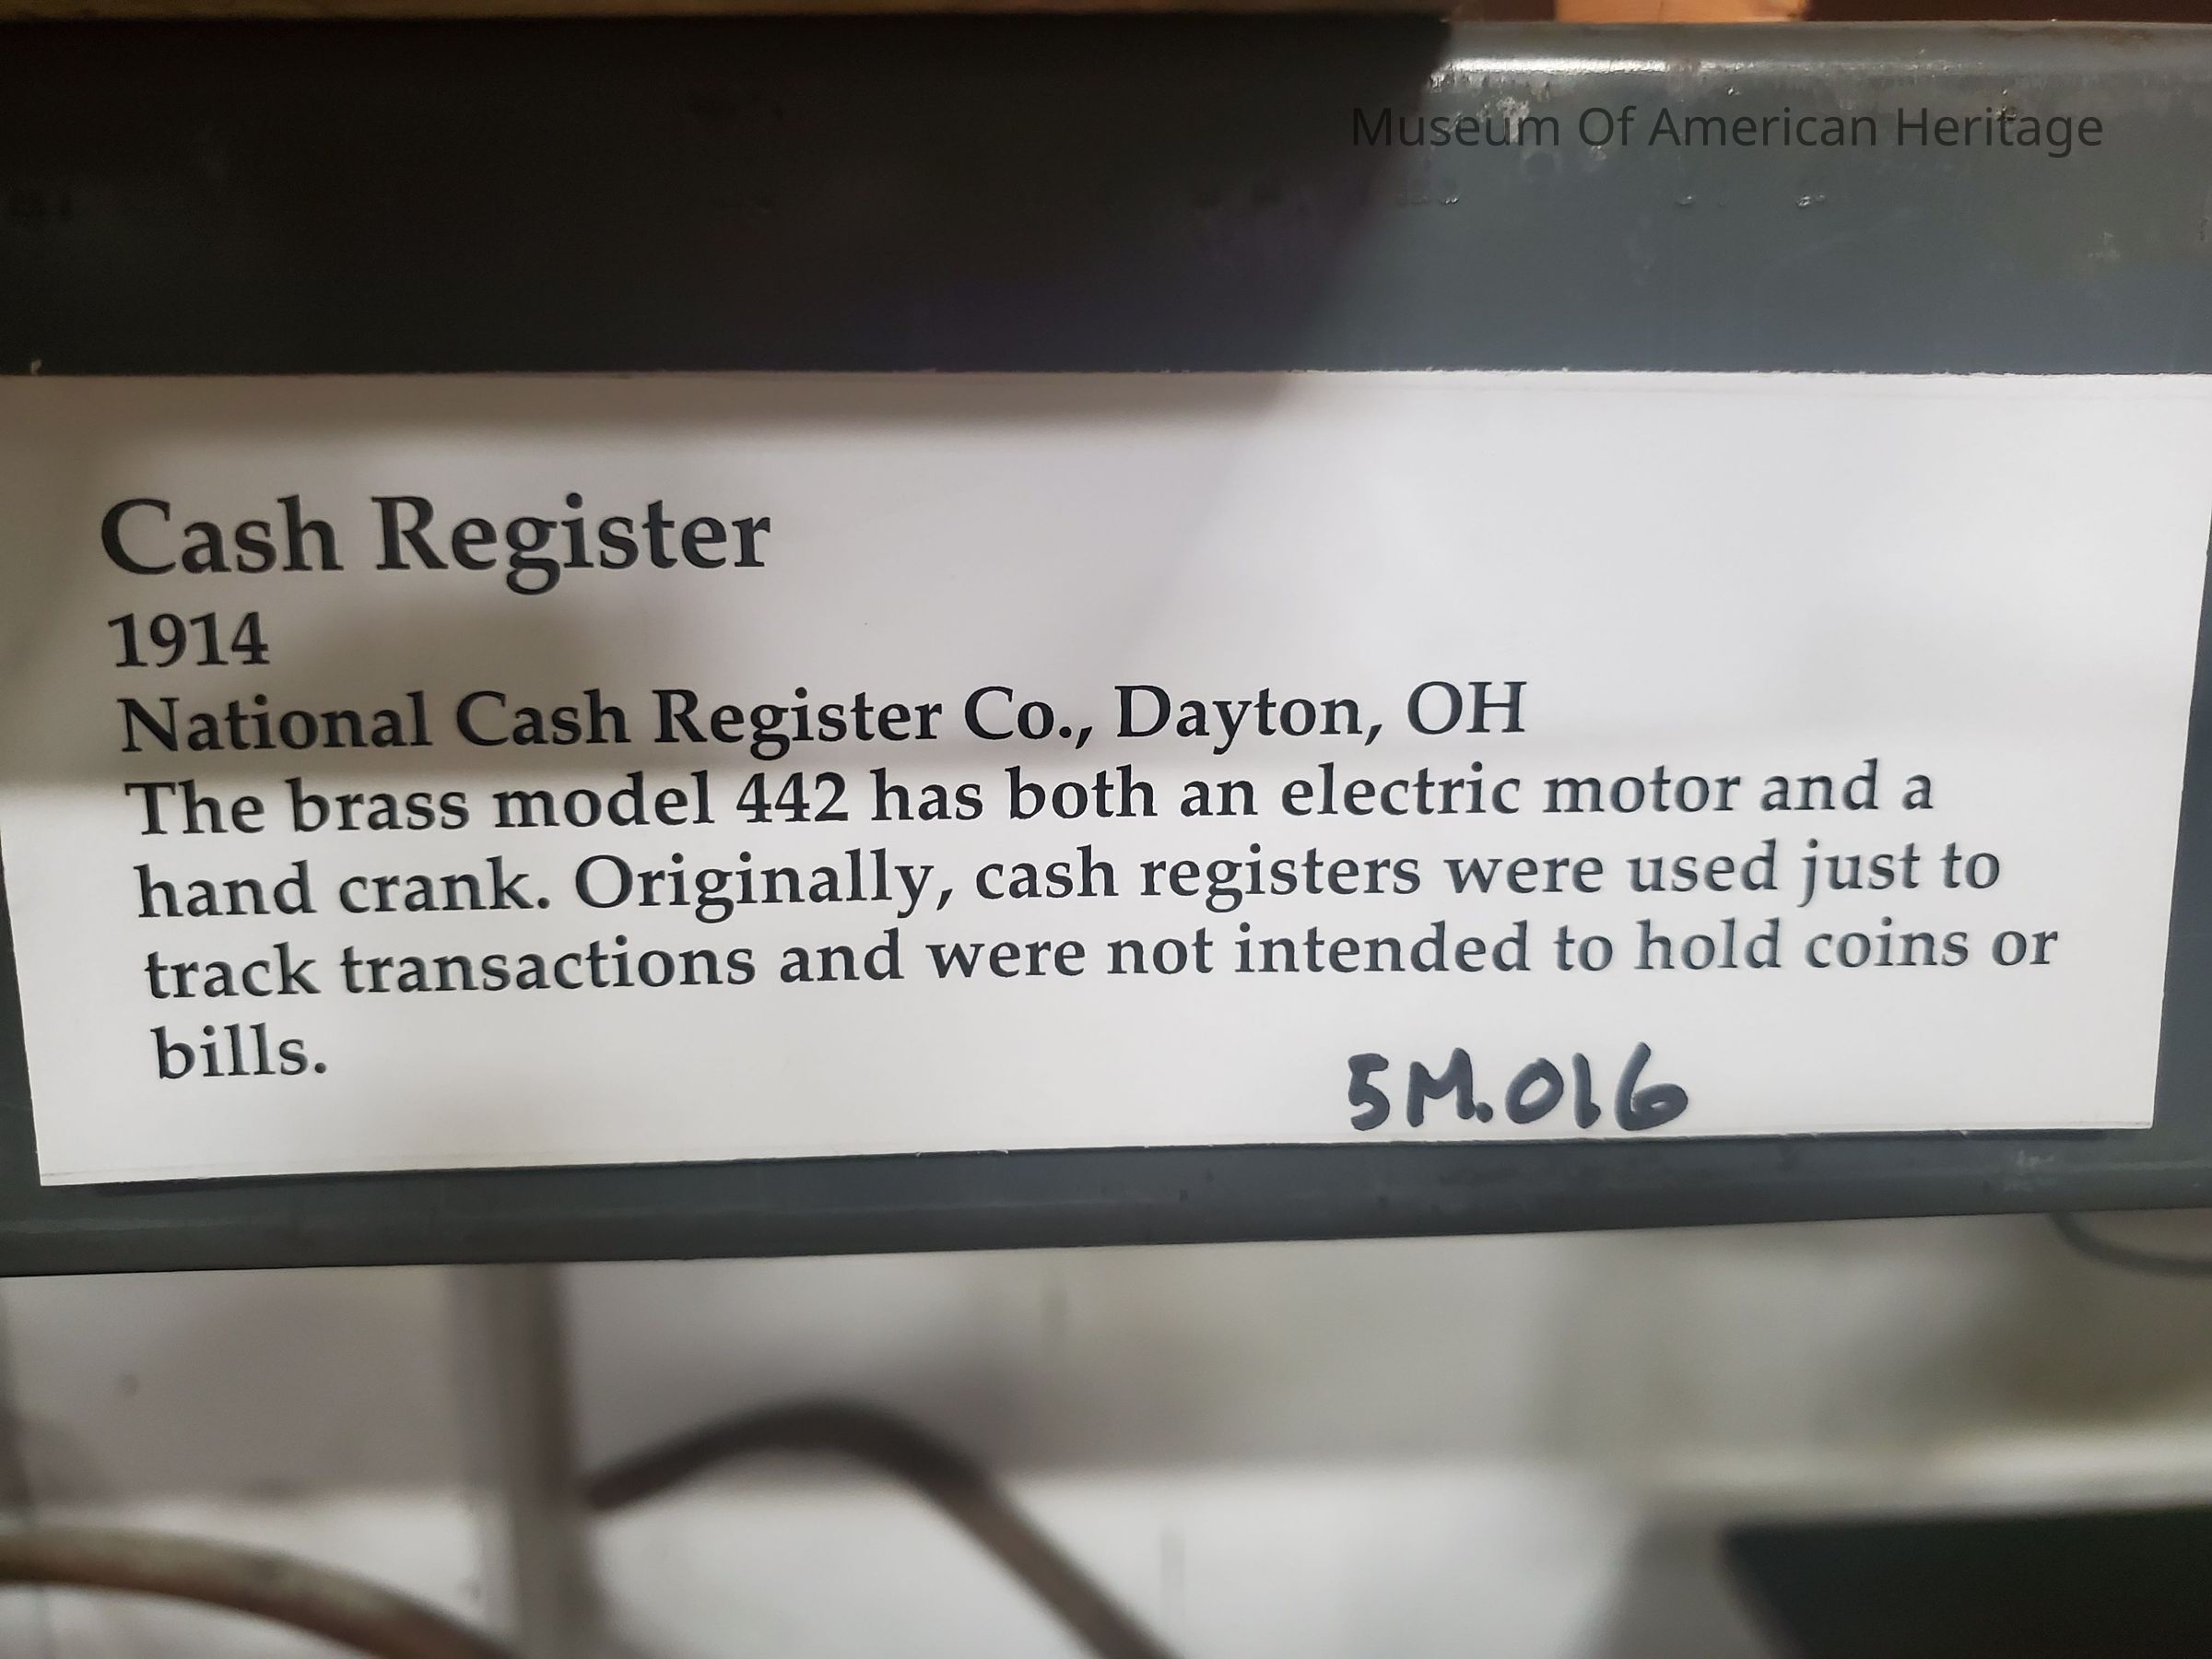 Museum Of American Heritage
Cash Register
1914
National Cash Register Co., Dayton, OH
The brass model 442 has both an electric motor and a
hand crank. Originally, cash registers were used just to
track transactions and were not intended to hold coins or
bills.
5M.016